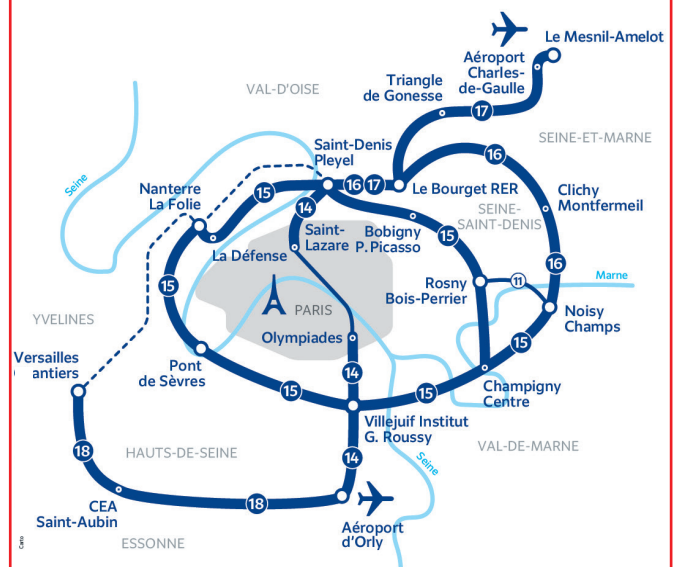 Le Mesnil-Amelot
Aéroport
Charles-
de-Gaulle
Triangle
de Gonesse
17
VAL-D'OISE
SEINE-ET-MARNE
Saint-Denis
Pleyel
16
Seine
Nanterre
La Folie
15
16
17
Le Bourget RER
Clichy
Montfermeil
14
SEINE-
SAINT-DENIS
Saint-
Lazare
Bobigny
P. Picasso
15
La Défense
16
Rosny
Bois-Perrier
11
Marne
15
PARIS
Noisy
Champs
YVELINES
Olympiades
15
Versailles
antiers
Pont
de Sèvres
14
15
15
Champigny
Centre
Villejuif Institut
G. Roussy
VAL-DE-MARNE
18
HAUTS-DE-SEINE
14
Seine
CEA
Saint-Aubin
18
Aéroport
d'Orly
ESSONNE